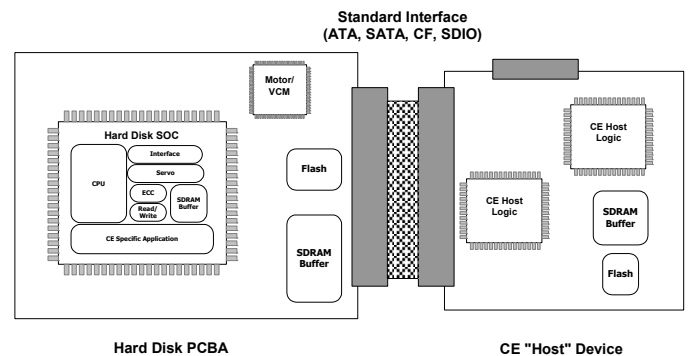 Standard Interface
(ATA, SATA, CF, SDIO)
Motor/
VCM
Hard Disk SOC
CPU
Interface
Servo
ECC
Read/
Write
SDRAM
Buffer
CE Specific Application
Flash
SDRAM
Buffer
CE Host
Logic
CE Host
Logic
SDRAM
Buffer
Flash
Hard Disk PCBA
CE "Host" Device